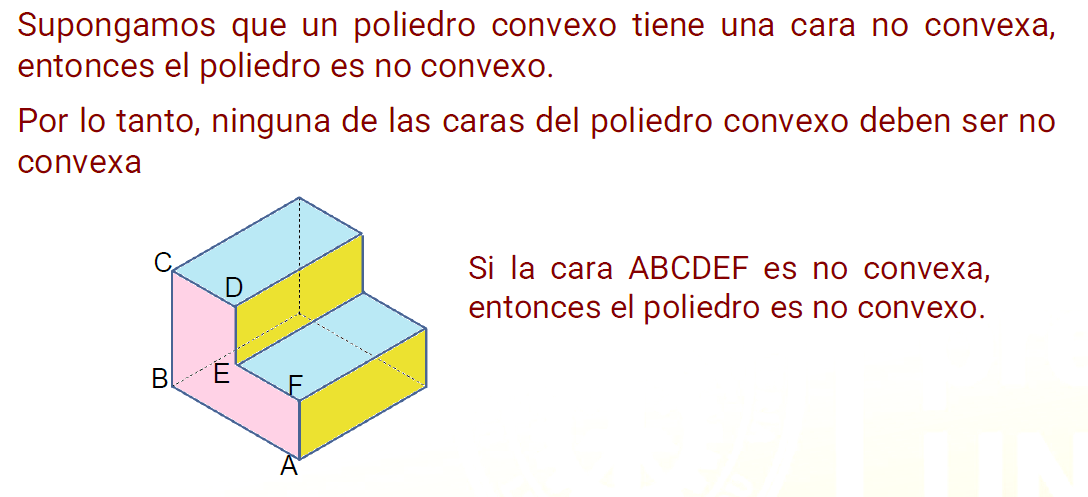 Supongamos que un poliedro convexo tiene una cara no convexa,
entonces el poliedro es no convexo.
Por lo tanto, ninguna de las caras del poliedro convexo deben ser no
convexa
C
D
Si la cara ABCDEF es no convexa,
entonces el poliedro es no convexo.
B
E
F
A